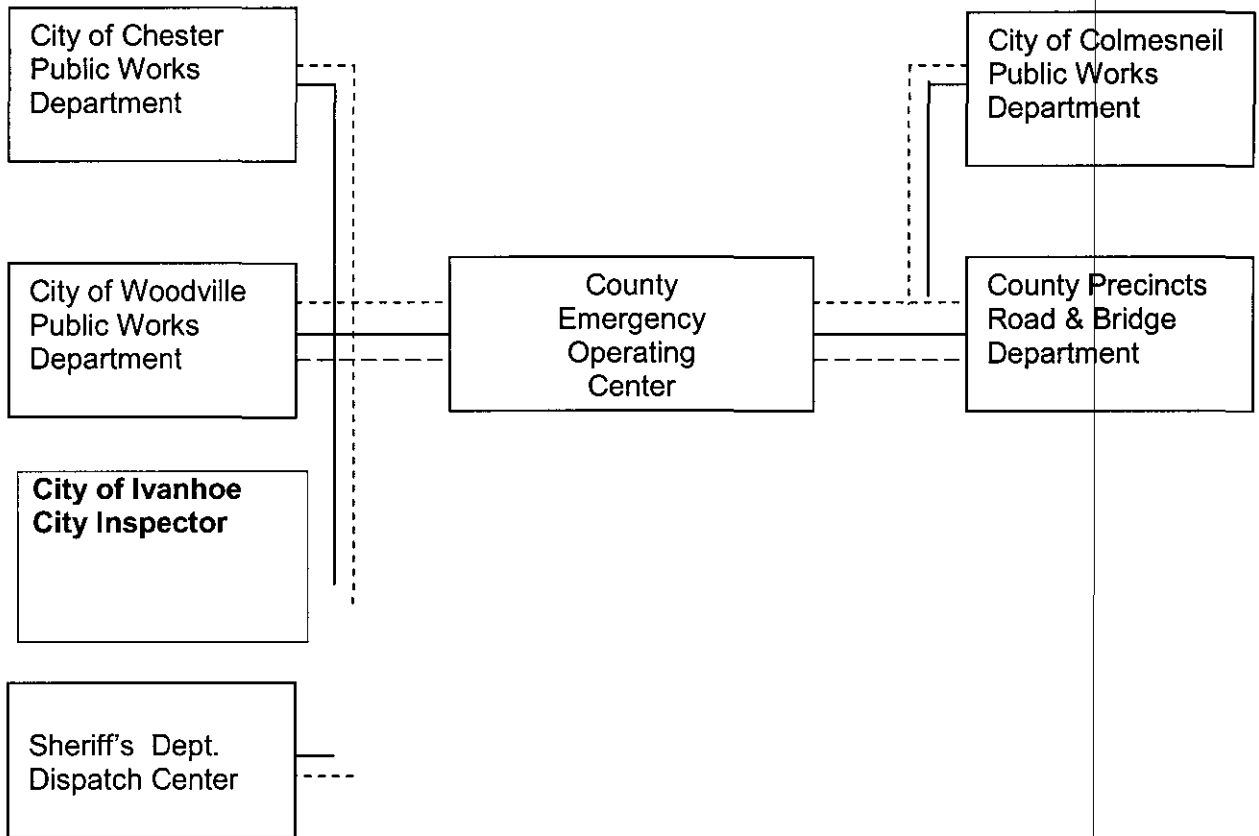 City of Chester
Public Works
Department
City of Colmesneil
Public Works
Department
City of Woodville
Public Works
Department
County
Emergency
Operating
Center
County Precincts
Road & Bridge
Department
City of Ivanhoe
City Inspector
Sheriff's Dept.
Dispatch Center